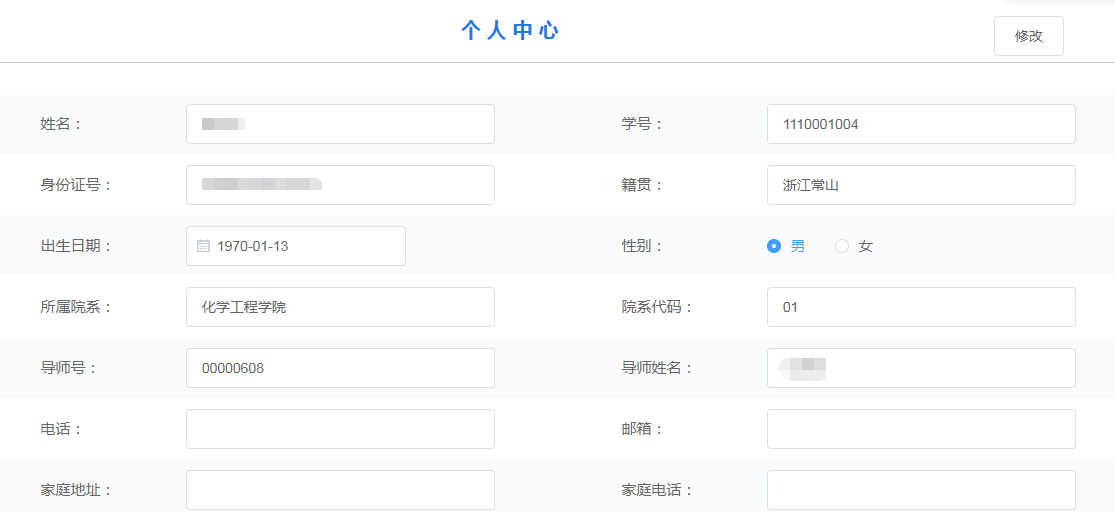 个人中心
修改
姓名：
学号：
1110001004
身份证号：
籍贯：
浙江常山
出生日期：
1970-01-13
性别：
男
女
所属院系：
化学工程学院
院系代码：
01
导师号：
00000608
导师姓名：
电话：
邮箱：
家庭地址：
家庭电话：